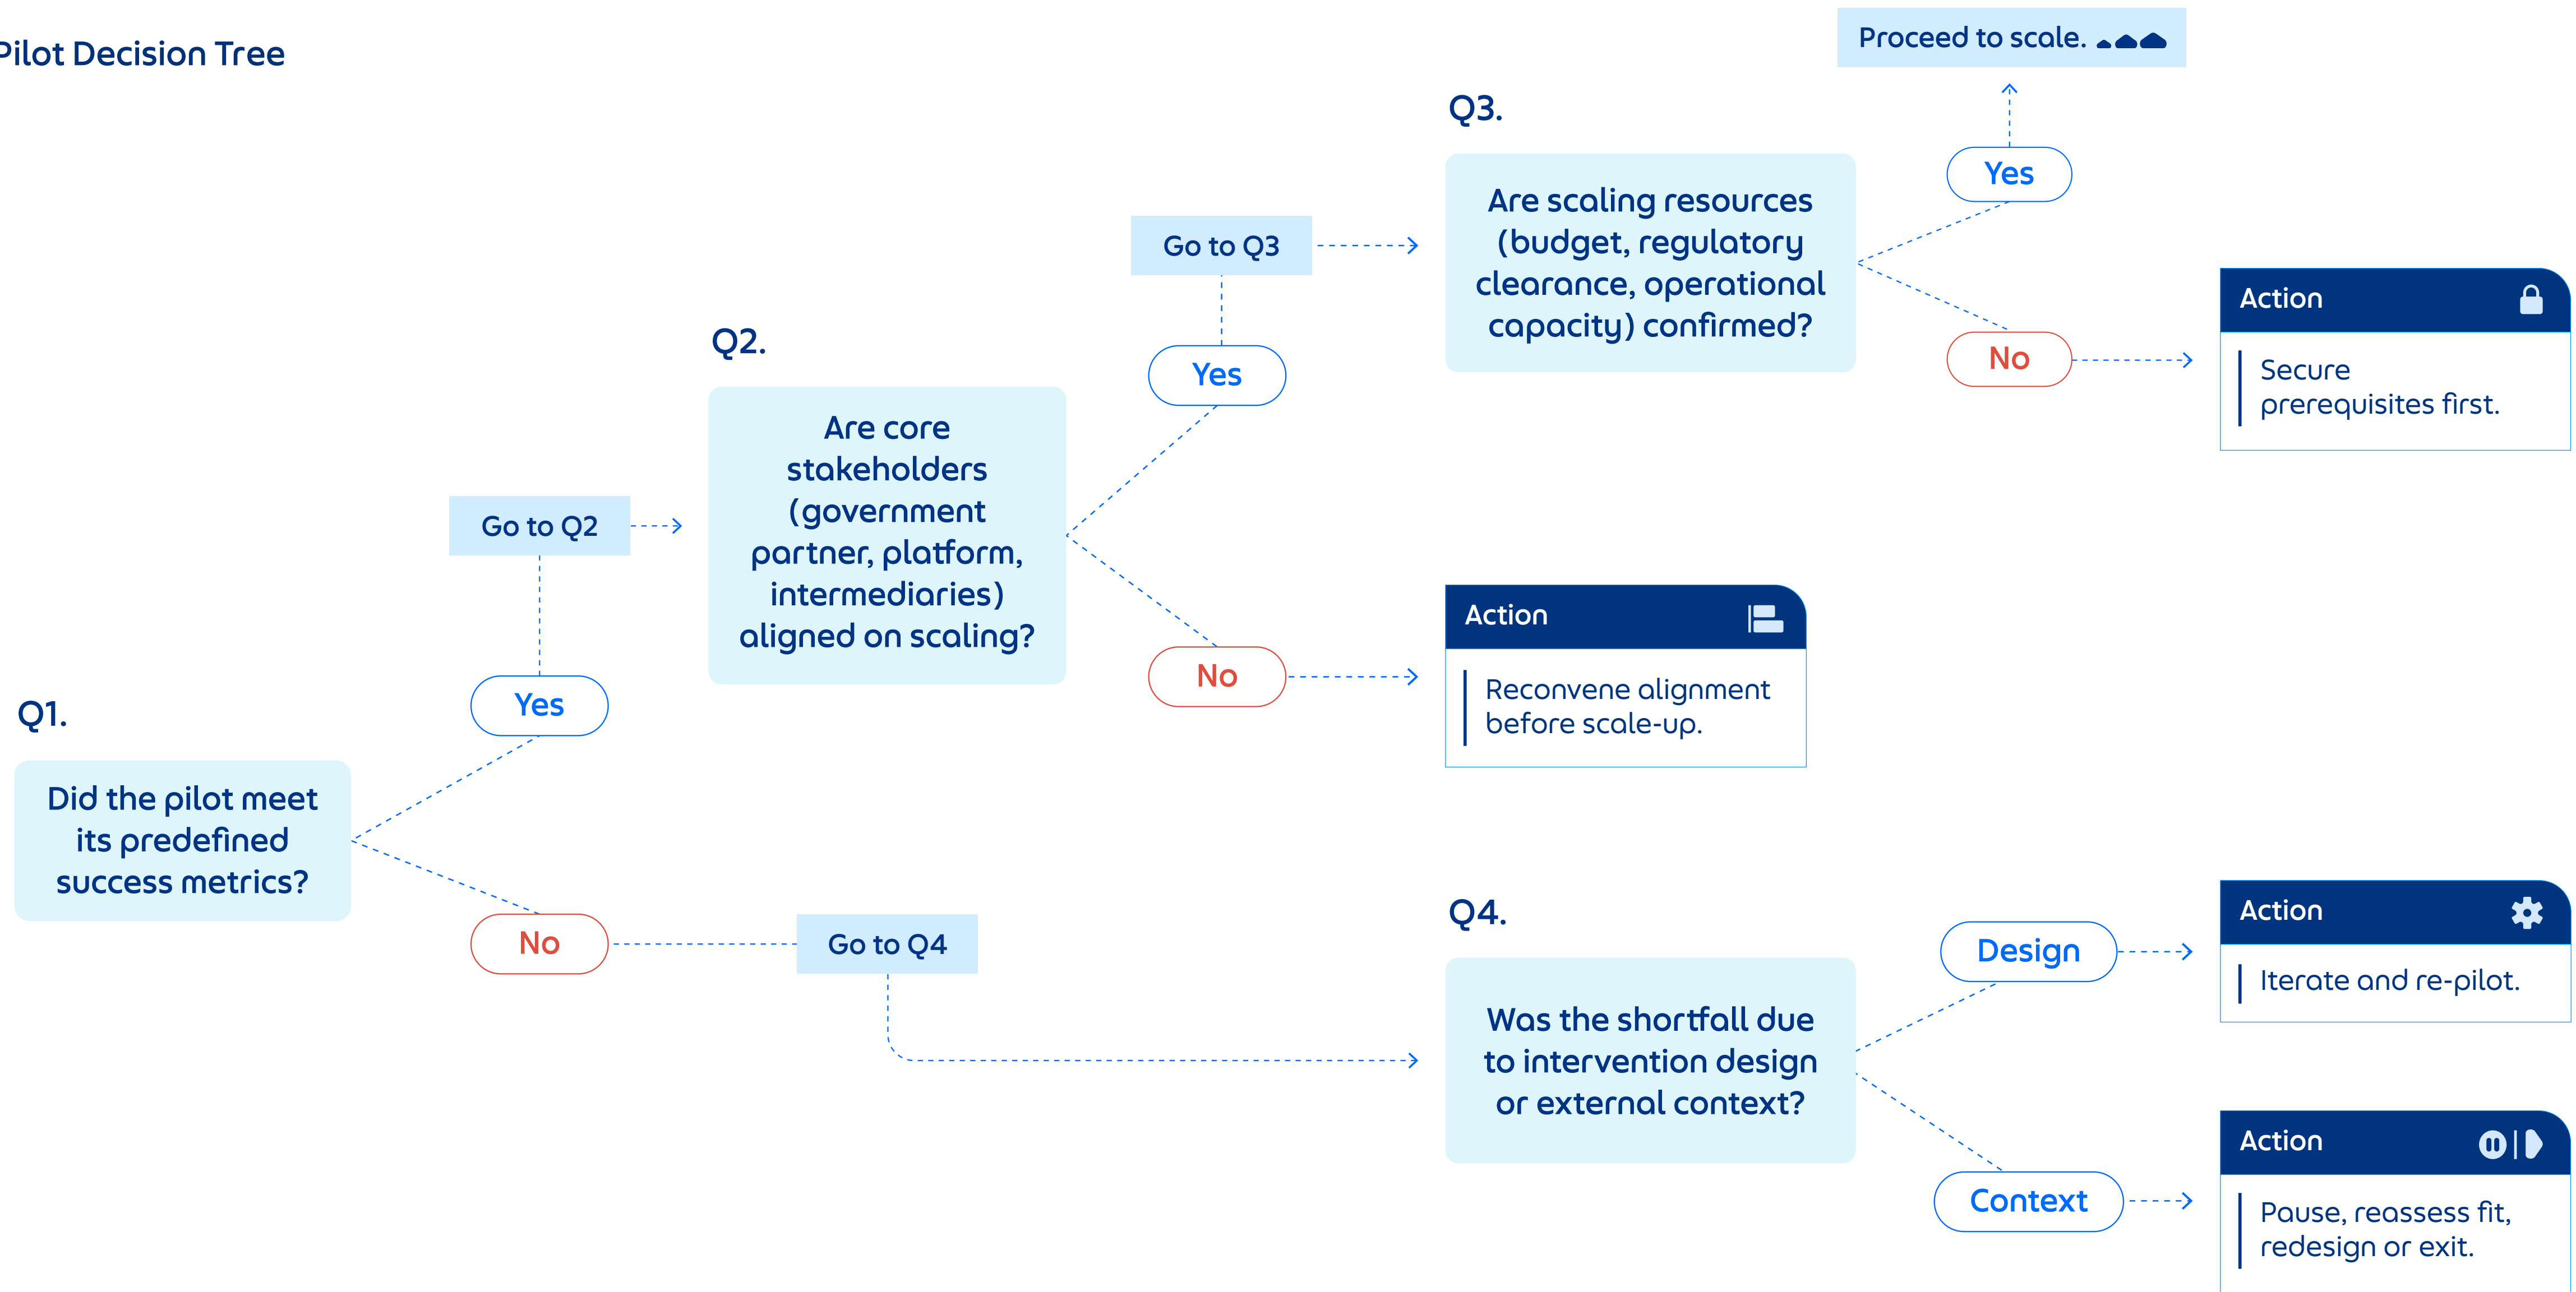 Pilot Decision Tree
Q1.
Did the pilot meet
its predefined
success metrics?
Yes
Go to Q2
No
Go to Q4
Q2.
Are core
stakeholders
(government
partner, platform,
intermediaries)
aligned on scaling?
Yes
Go to Q3
No
Action
Reconvene alignment
before scale-up.
Q3.
Are scaling resources
(budget, regulatory
clearance, operational
capacity) confirmed?
Yes
Proceed to scale.
No
Action
Secure
prerequisites first.
Q4.
Was the shortfall due
to intervention design
or external context?
Design
Action
Iterate and re-pilot.
Context
Action
Pause, reassess fit,
redesign or exit.